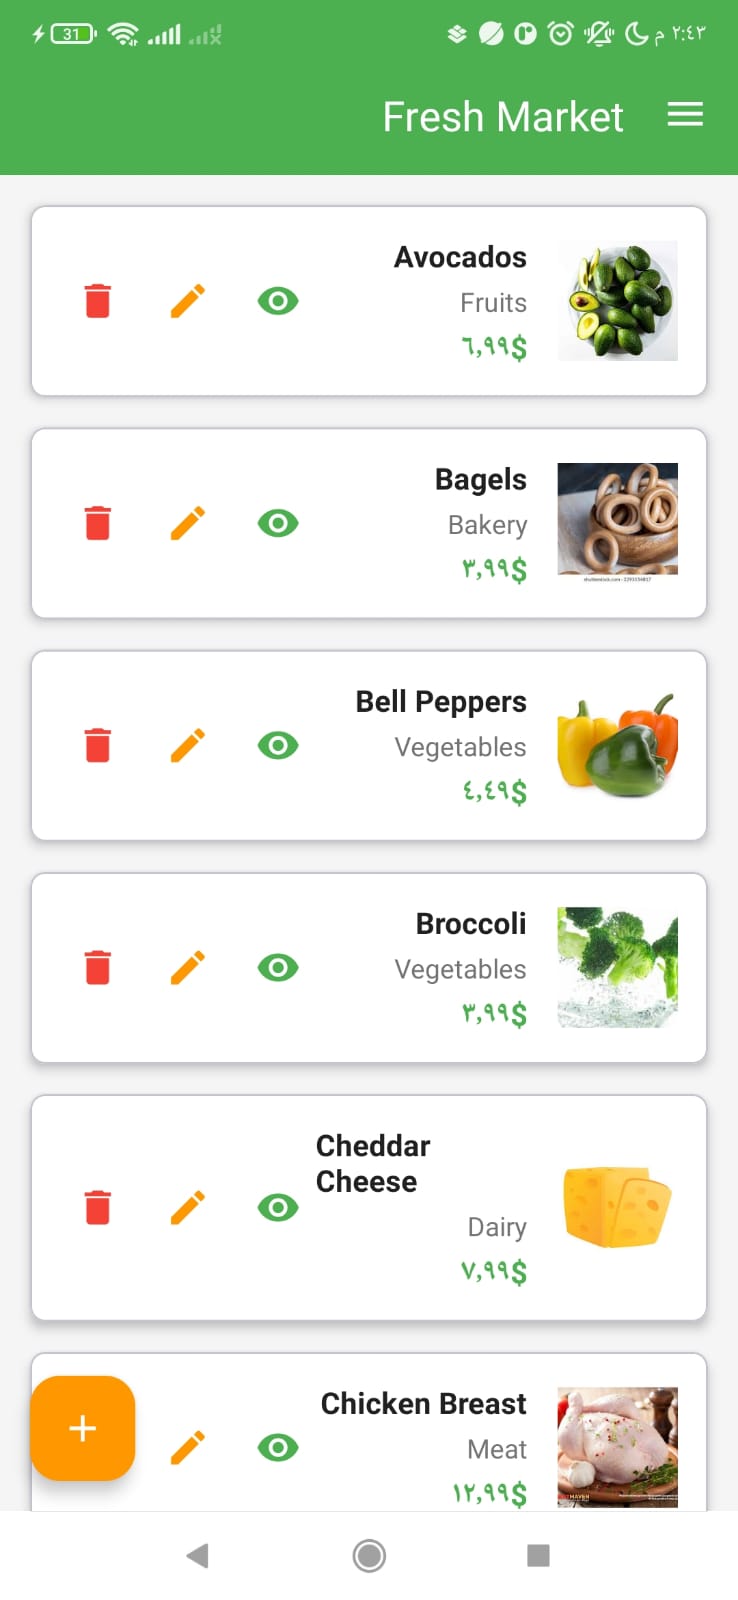 31
م ٢:٤٣
Fresh Market
Avocados
Fruits
٦,٩٩$
Bagels
Bakery
٣,٩٩$
Bell Peppers
Vegetables
٤,٤٩$
Broccoli
Vegetables
٣,٩٩$
Cheddar
Cheese
Dairy
٧,٩٩$
Chicken Breast
Meat
١٢,٩٩$